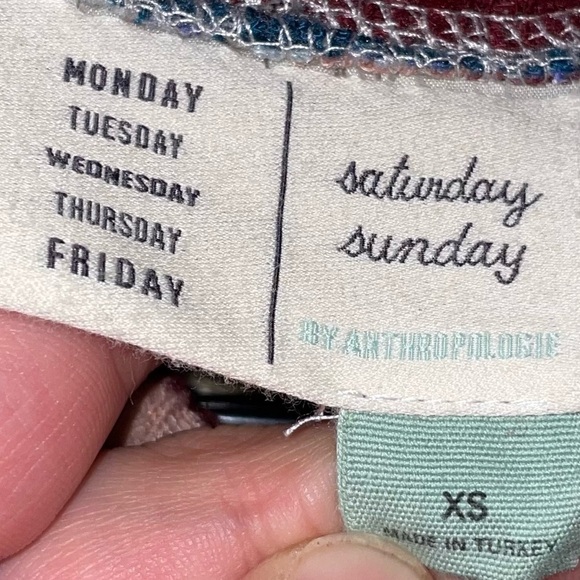 MONDAY
TUESDAY
WEDNESDAY
THURSDAY
FRIDAY
saturday
sunday
BY ANTHROPOLOGIE
XS
MADE IN TURKEY